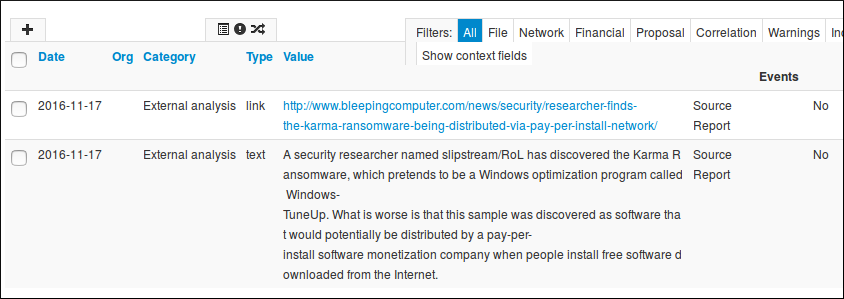 Filters: All File Network Financial Proposal Correlation Warnings
Show context fields
Date Org Category Type Value
Events
2016-11-17 External analysis link http://www.bleepingcomputer.com/news/security/researcher-finds- Source No
the-karma-ransomware-being-distributed-via-pay-per-install-network/ Report
2016-11-17 External analysis text A security researcher named slipstream/RoL has discovered the Karma R Source No
ansomware, which pretends to be a Windows optimization program called Report
Windows-
TuneUp. What is worse is that this sample was discovered as software tha
t would potentially be distributed by a pay-per-
install software monetization company when people install free software d
ownloaded from the Internet.